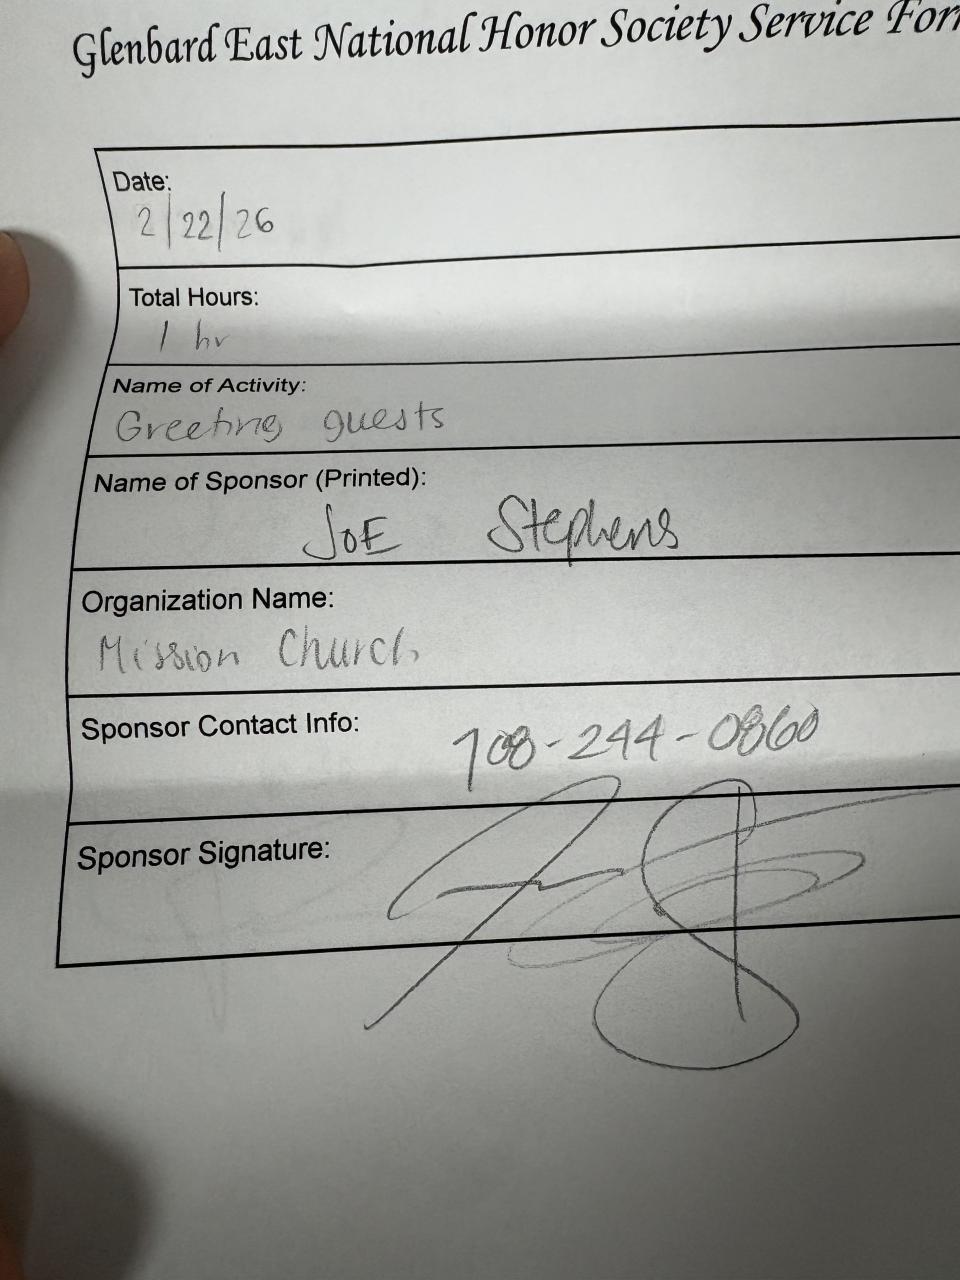 Glenbard East National Honor Society Service
Date:
2/22/26
Total Hours:
1 hr
Name of Activity:
Greeting guests
Name of Sponsor (Printed):
JoE Stephens
Organization Name:
Mission Church
Sponsor Contact Info:
708-244-0860
Sponsor Signature: